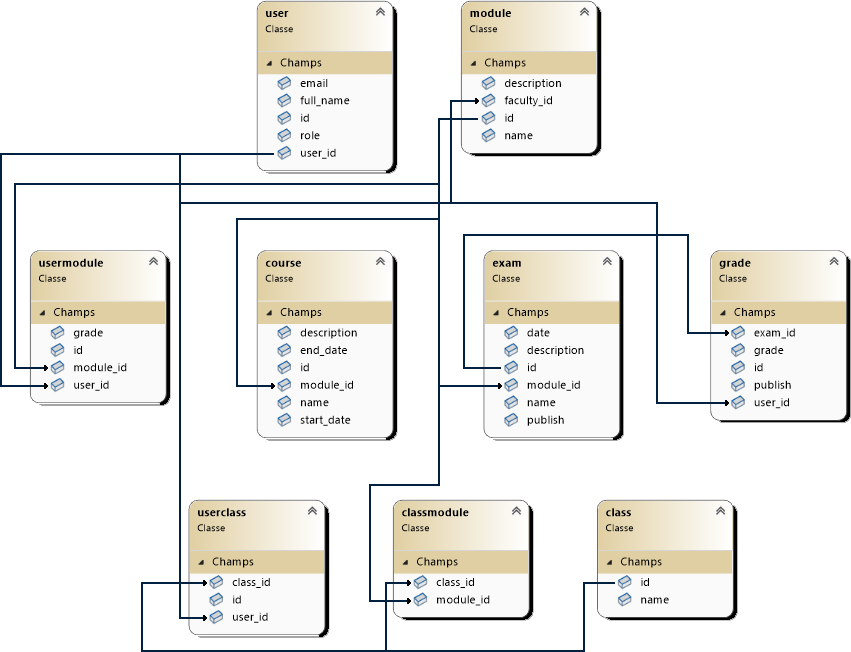 user
Classe
Champs
email
full_name
id
role
user_id
module
Classe
Champs
description
faculty_id
id
name
usermodule
Classe
Champs
grade
id
module_id
user_id
course
Classe
Champs
description
end_date
id
module_id
name
start_date
exam
Classe
Champs
date
description
id
module_id
name
publish
grade
Classe
Champs
exam_id
grade
id
publish
user_id
userclass
Classe
Champs
class_id
id
user_id
classmodule
Classe
Champs
class_id
module_id
class
Classe
Champs
id
name